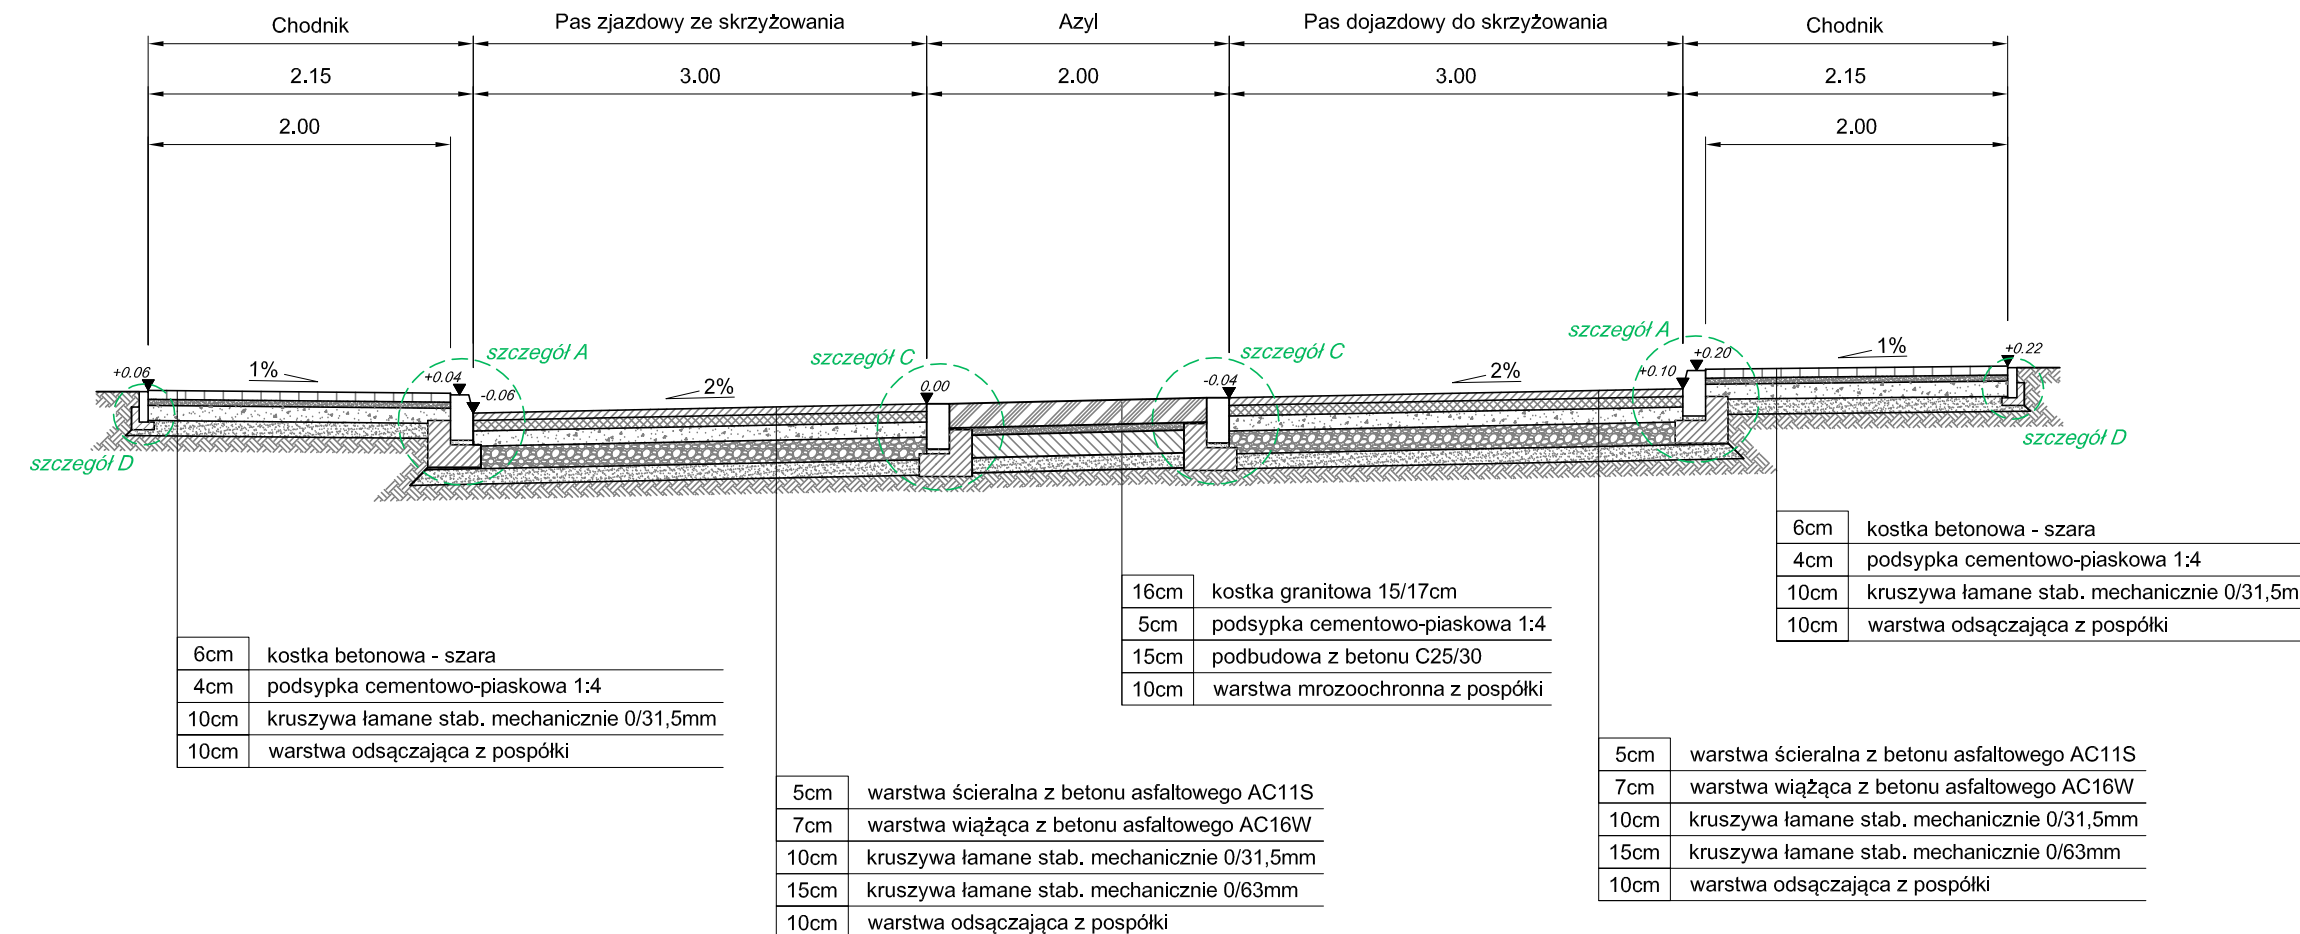 Chodnik
Pas zjazdowy ze skrzyżowania
Azyl
Pas dojazdowy do skrzyżowania
Chodnik
2.15
3.00
2.00
3.00
2.15
2.00
2.00
szczegół A
szczegół C
szczegół C
szczegół A
+0.06
1%
+0.04
-0.06
2%
0.00
-0.04
2%
+0.10
+0.20
1%
+0.22
szczegół D
szczegół D
6cm kostka betonowa - szara
4cm podsypka cementowo-piaskowa 1:4
10cm kruszywa łamane stab. mechanicznie 0/31,5mm
10cm warstwa odsączająca z pospółki
5cm warstwa ścieralna z betonu asfaltowego AC11S
7cm warstwa wiążąca z betonu asfaltowego AC16W
10cm kruszywa łamane stab. mechanicznie 0/31,5mm
15cm kruszywa łamane stab. mechanicznie 0/63mm
10cm warstwa odsączająca z pospółki
16cm kostka granitowa 15/17cm
5cm podsypka cementowo-piaskowa 1:4
15cm podbudowa z betonu C25/30
10cm warstwa mrozoochronna z pospółki
5cm warstwa ścieralna z betonu asfaltowego AC11S
7cm warstwa wiążąca z betonu asfaltowego AC16W
10cm kruszywa łamane stab. mechanicznie 0/31,5mm
15cm kruszywa łamane stab. mechanicznie 0/63mm
10cm warstwa odsączająca z pospółki
6cm kostka betonowa - szara
4cm podsypka cementowo-piaskowa 1:4
10cm kruszywa łamane stab. mechanicznie 0/31,5m
10cm warstwa odsączająca z pospółki